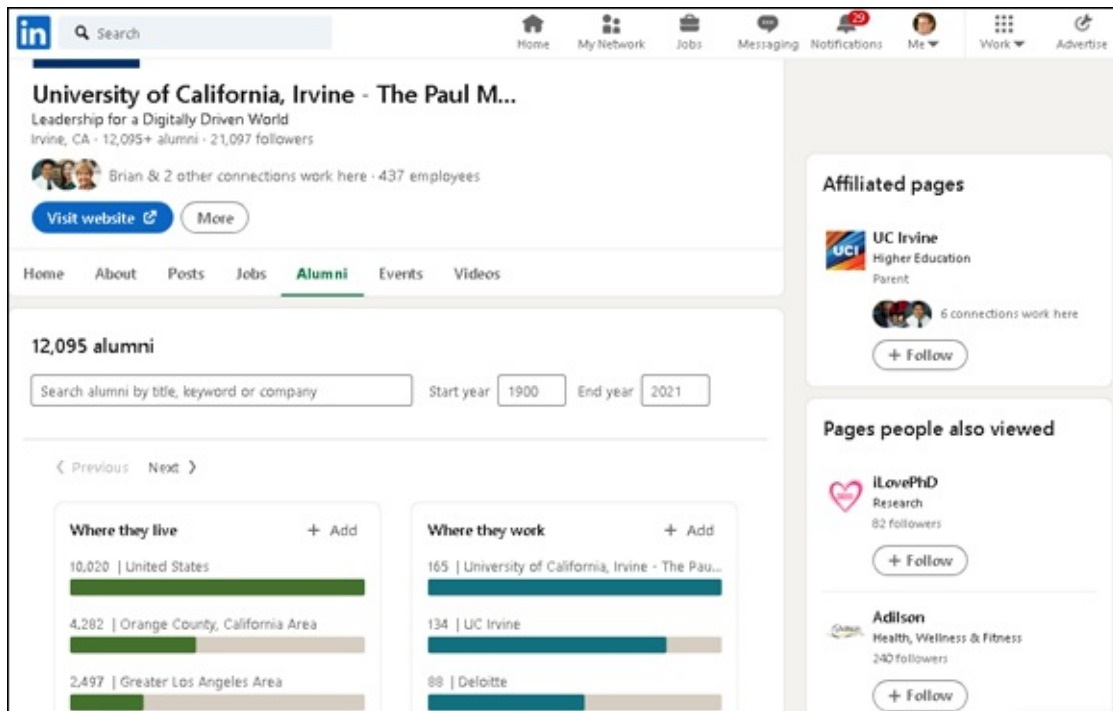 in
Search
Home
My Network
Jobs
Messaging
29
Notifications
Me
Work
Advertise
University of California, Irvine - The Paul M...
Leadership for a Digitally Driven World
Irvine, CA · 12,095+ alumni · 21,097 followers
Brian & 2 other connections work here · 437 employees
Visit website
More
Home About Posts Jobs Alumni Events Videos
12,095 alumni
Search alumni by title, keyword or company
Start year 1900 End year 2021
Previous Next
Where they live + Add
10,020 | United States
4,282 | Orange County, California Area
2,497 | Greater Los Angeles Area
Where they work + Add
165 | University of California, Irvine - The Pau...
134 | UC Irvine
88 | Deloitte
Affiliated pages
UCI
UC Irvine
Higher Education
Parent
6 connections work here
+ Follow
Pages people also viewed
iLovePhD
Research
82 followers
+ Follow
Adilson
Health, Wellness & Fitness
240 followers
+ Follow